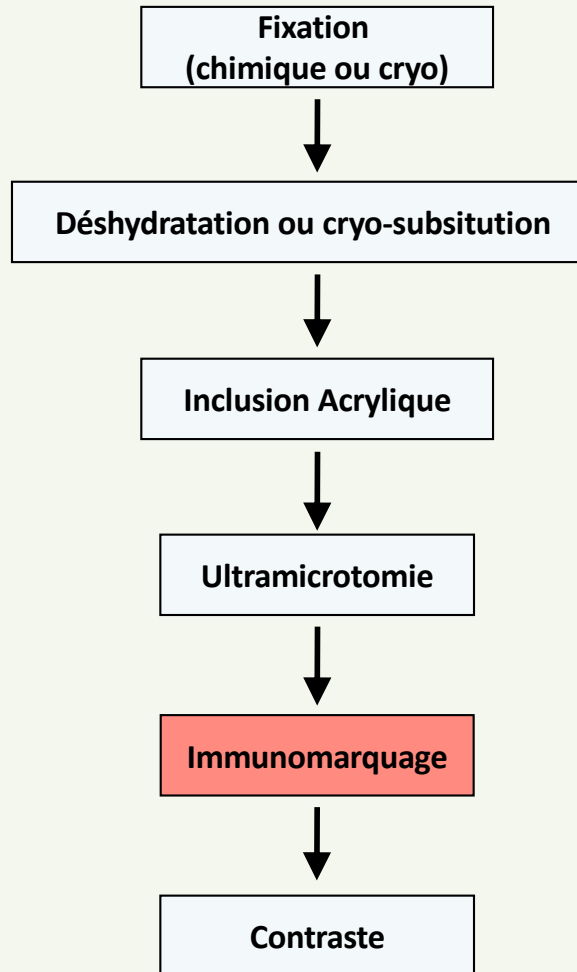 Fixation
(chimique ou cryo)
Déshydratation ou cryo-subsitution
Inclusion Acrylique
Ultramicrotomie
Immunomarquage
Contraste